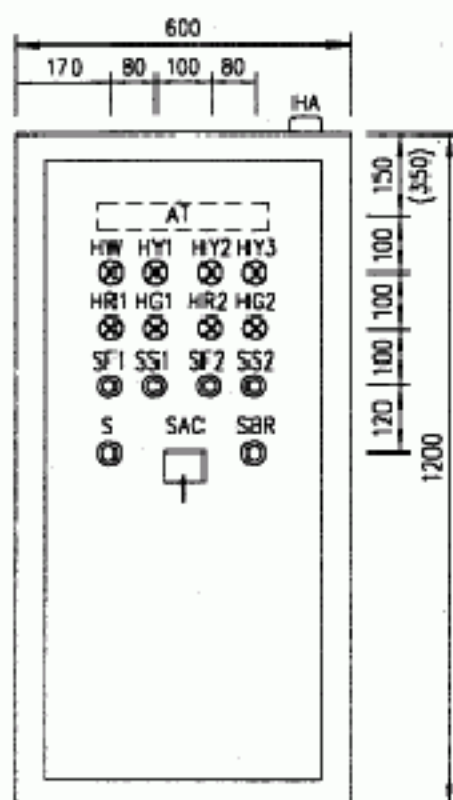 600
170 80 100 80
IHA
150
(350)
AT
100
HW HY1 HY2 HY3
100
HR1 HG1 HR2 HG2
100
SF1 SS1 SF2 SS2
120
S SAC SBR
1200